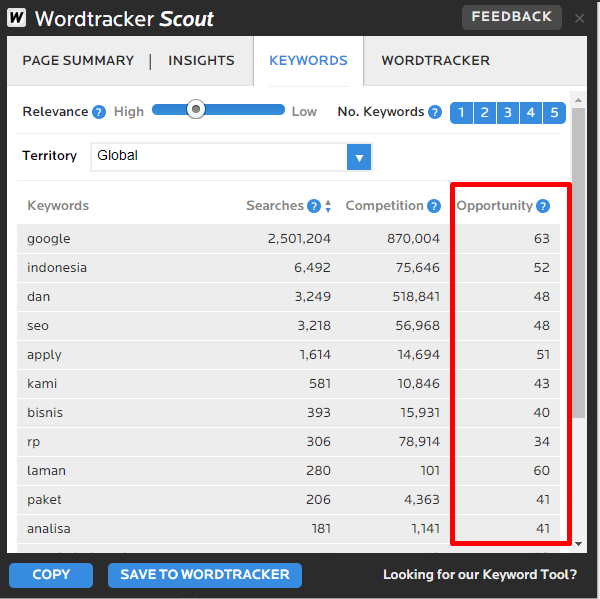 W Wordtracker Scout FEEDBACK ×
PAGE SUMMARY | INSIGHTS KEYWORDS WORDTRACKER
Relevance ? High Low No. Keywords ? 1 2 3 4 5
Territory Global
Keywords Searches ? Competition ? Opportunity ?
google 2,501,204 870,004 63
indonesia 6,492 75,646 52
dan 3,249 518,841 48
seo 3,218 56,968 48
apply 1,614 14,694 51
kami 581 10,846 43
bisnis 393 15,931 40
rp 306 78,914 34
laman 280 101 60
paket 206 4,363 41
analisa 181 1,141 41
COPY SAVE TO WORDTRACKER Looking for our Keyword Tool?